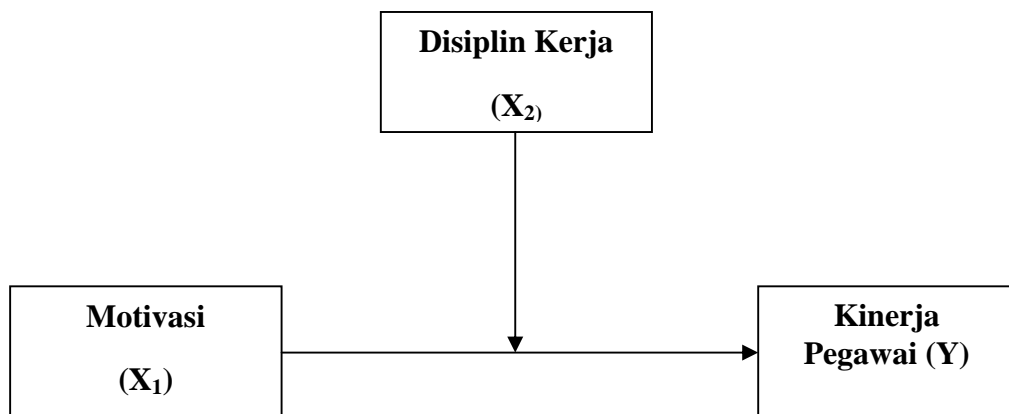 Disiplin Kerja
(X₂)
Motivasi
(X₁)
Kinerja
Pegawai (Y)